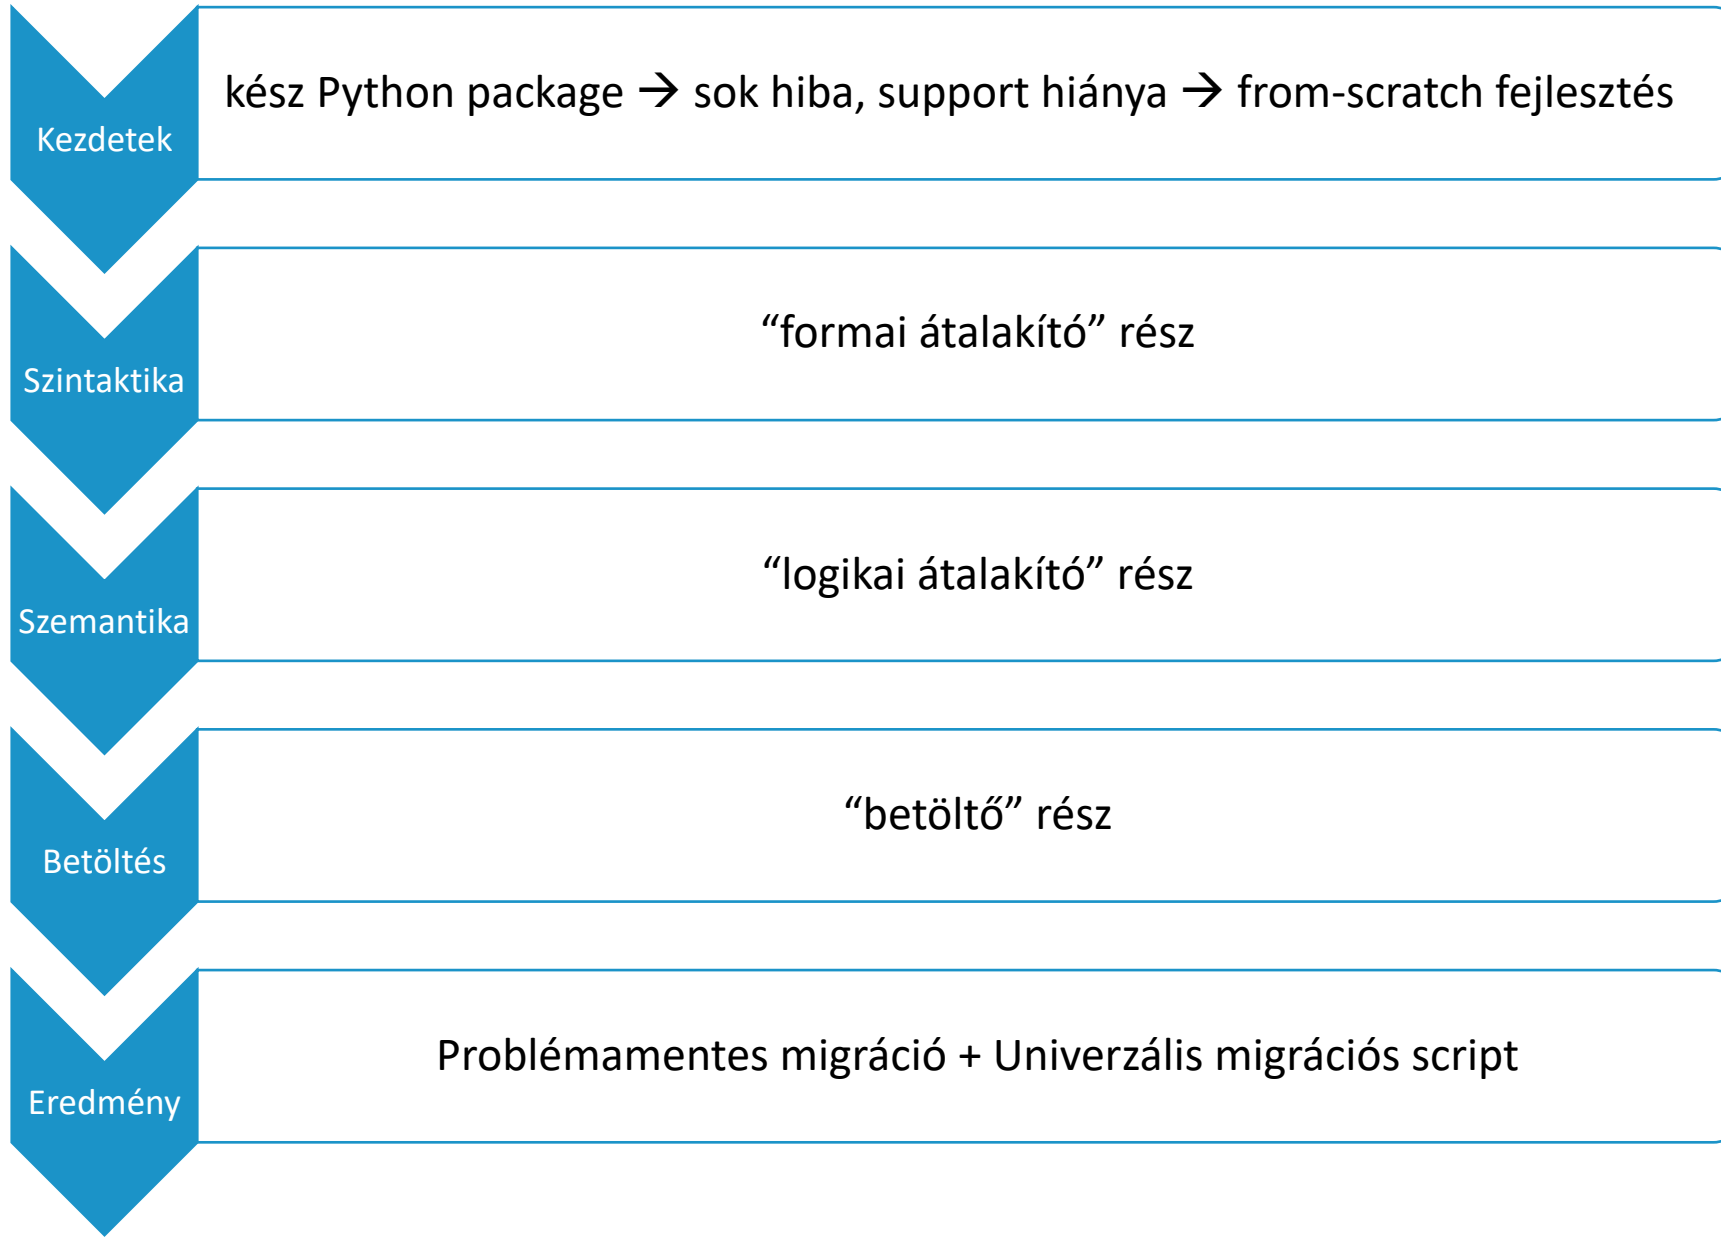 Kezdetek
kész Python package → sok hiba, support hiánya → from-scratch fejlesztés
Szintaktika
“formai átalakító” rész
Szemantika
“logikai átalakító” rész
Betöltés
“betöltő” rész
Eredmény
Problémamentes migráció + Univerzális migrációs script